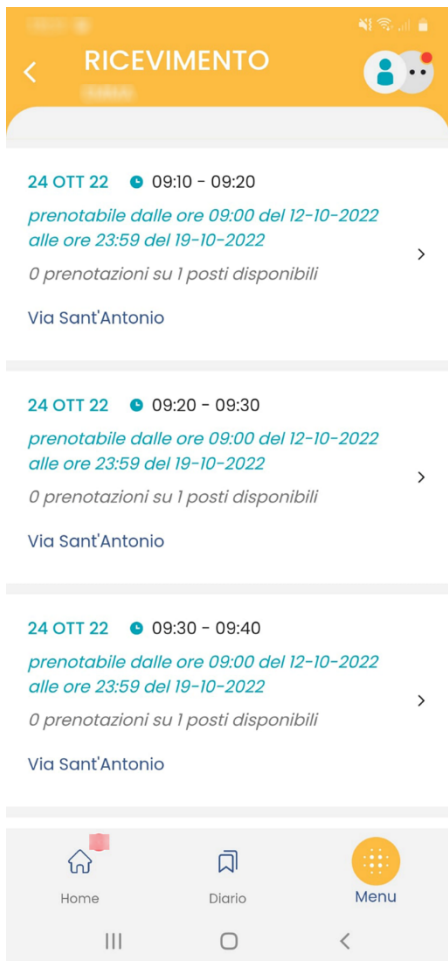 RICEVIMENTO
24 OTT 22 09:10 - 09:20
prenotabile dalle ore 09:00 del 12-10-2022
alle ore 23:59 del 19-10-2022
0 prenotazioni su 1 posti disponibili
Via Sant'Antonio
24 OTT 22 09:20 - 09:30
prenotabile dalle ore 09:00 del 12-10-2022
alle ore 23:59 del 19-10-2022
0 prenotazioni su 1 posti disponibili
Via Sant'Antonio
24 OTT 22 09:30 - 09:40
prenotabile dalle ore 09:00 del 12-10-2022
alle ore 23:59 del 19-10-2022
0 prenotazioni su 1 posti disponibili
Via Sant'Antonio
Home Diario Menu